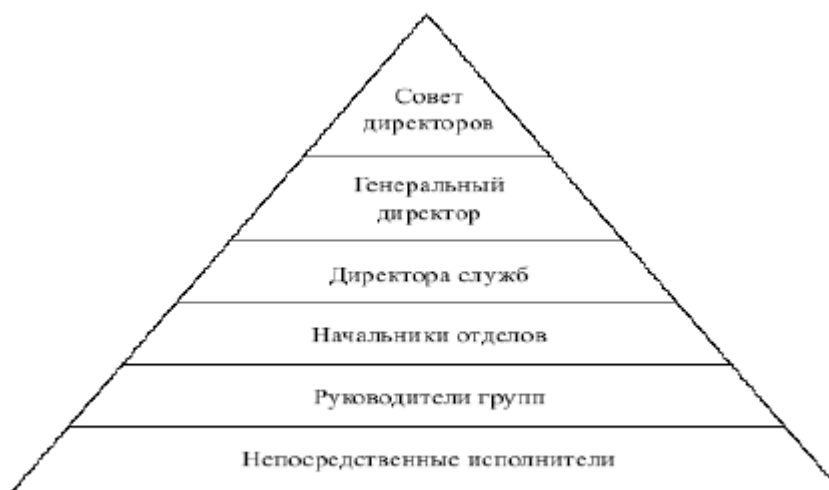 Совет
директоров
Генеральный
директор
Директора служб
Начальники отделов
Руководители групп
Непосредственные исполнители